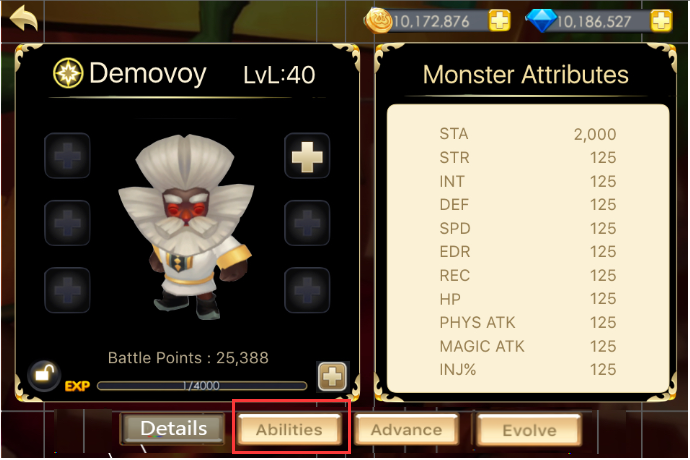 10,172,876
10,186,527
Demovoy LvL:40
Battle Points : 25,388
EXP 1/4000
Monster Attributes
STA 2,000
STR 125
INT 125
DEF 125
SPD 125
EDR 125
REC 125
HP 125
PHYS ATK 125
MAGIC ATK 125
INJ% 125
Details
Abilities
Advance
Evolve